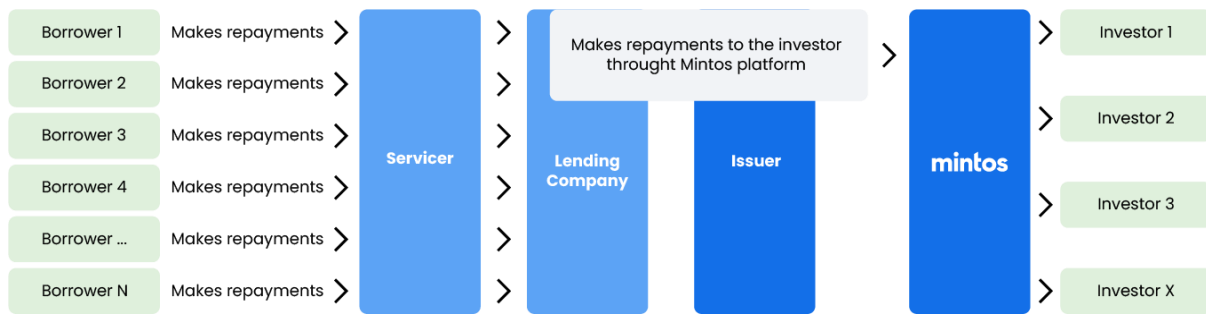 Borrower 1 Makes repayments
Borrower 2 Makes repayments
Borrower 3 Makes repayments
Borrower 4 Makes repayments
Borrower ... Makes repayments
Borrower N Makes repayments
Servicer
Lending
Company
Makes repayments to the investor
throught Mintos platform
Issuer
mintos
Investor 1
Investor 2
Investor 3
Investor X